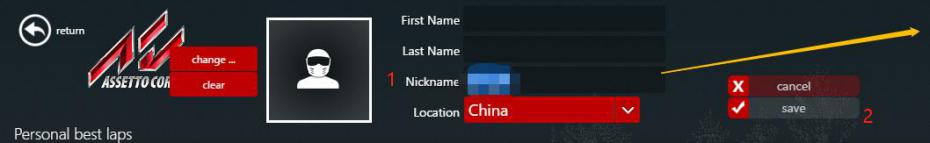 return
change ...
clear
ASSETTO COR
First Name
Last Name
1
Nickname
Location
China
cancel
save
2
Personal best laps